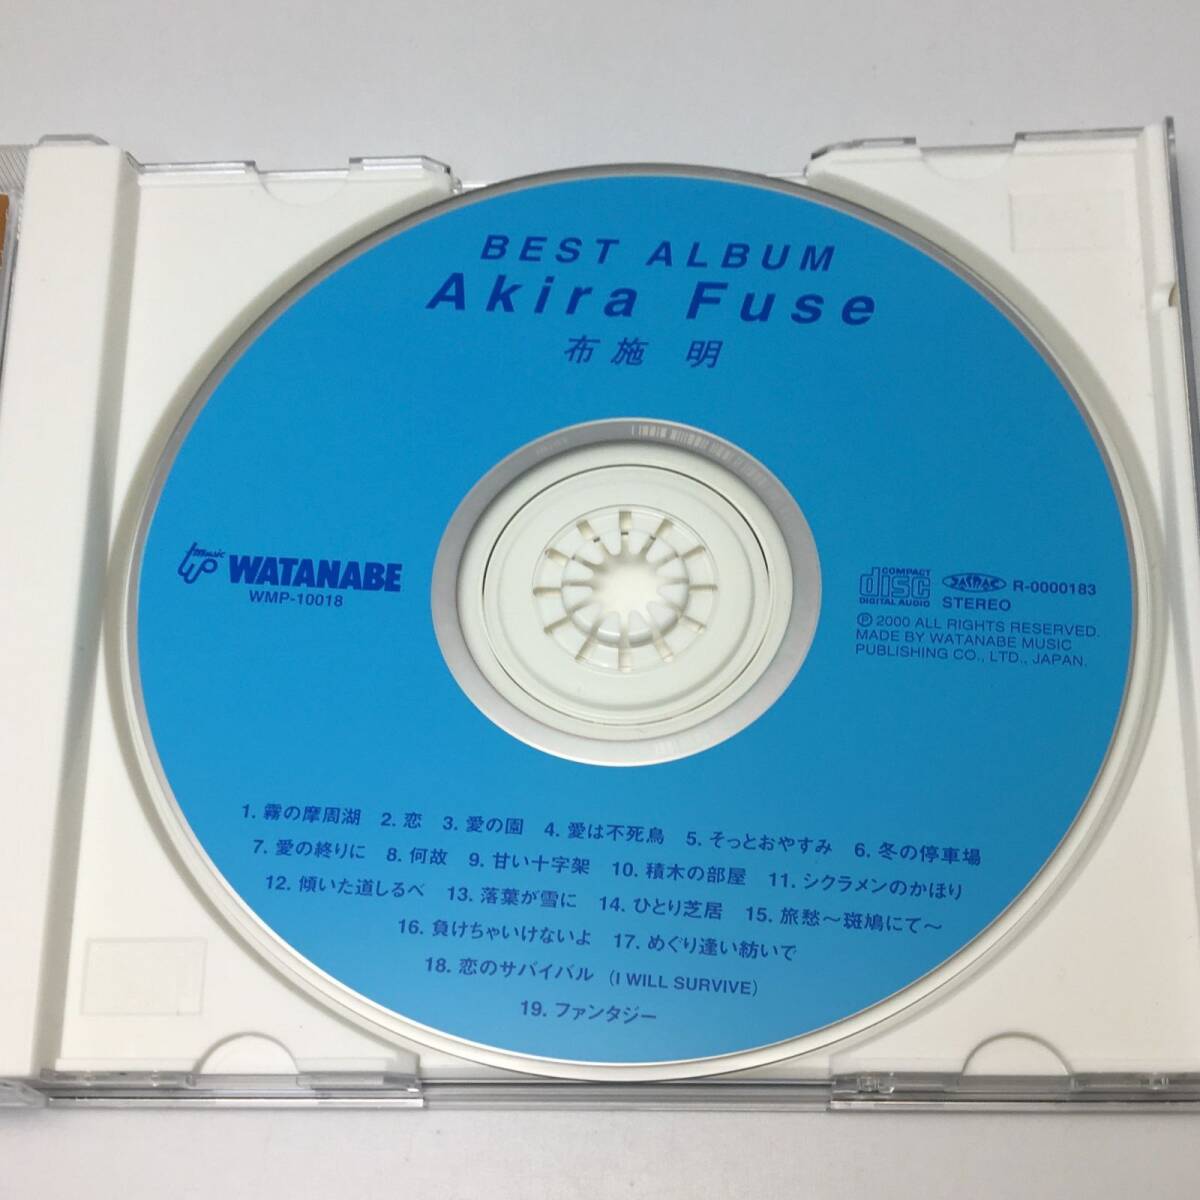 BEST ALBUM
Akira Fuse
布施 明
music
WATANABE
WMP-10018
COMPACT
disc
DIGITAL AUDIO
JASRAC
STEREO
R-0000183
Ⓟ 2000 ALL RIGHTS RESERVED.
MADE BY WATANABE MUSIC
PUBLISHING CO., LTD., JAPAN.
1. 霧の摩周湖 2. 恋 3. 愛の園 4. 愛は不死鳥 5. そっとおやすみ 6. 冬の停車場
7. 愛の終りに 8. 何故 9. 甘い十字架 10. 積木の部屋 11. シクラメンのかほり
12. 傾いた道しるべ 13. 落葉が雪に 14. ひとり芝居 15. 旅愁〜斑鳩にて〜
16. 負けちゃいけないよ 17. めぐり逢い紡いで
18. 恋のサバイバル (I WILL SURVIVE)
19. ファンタジー